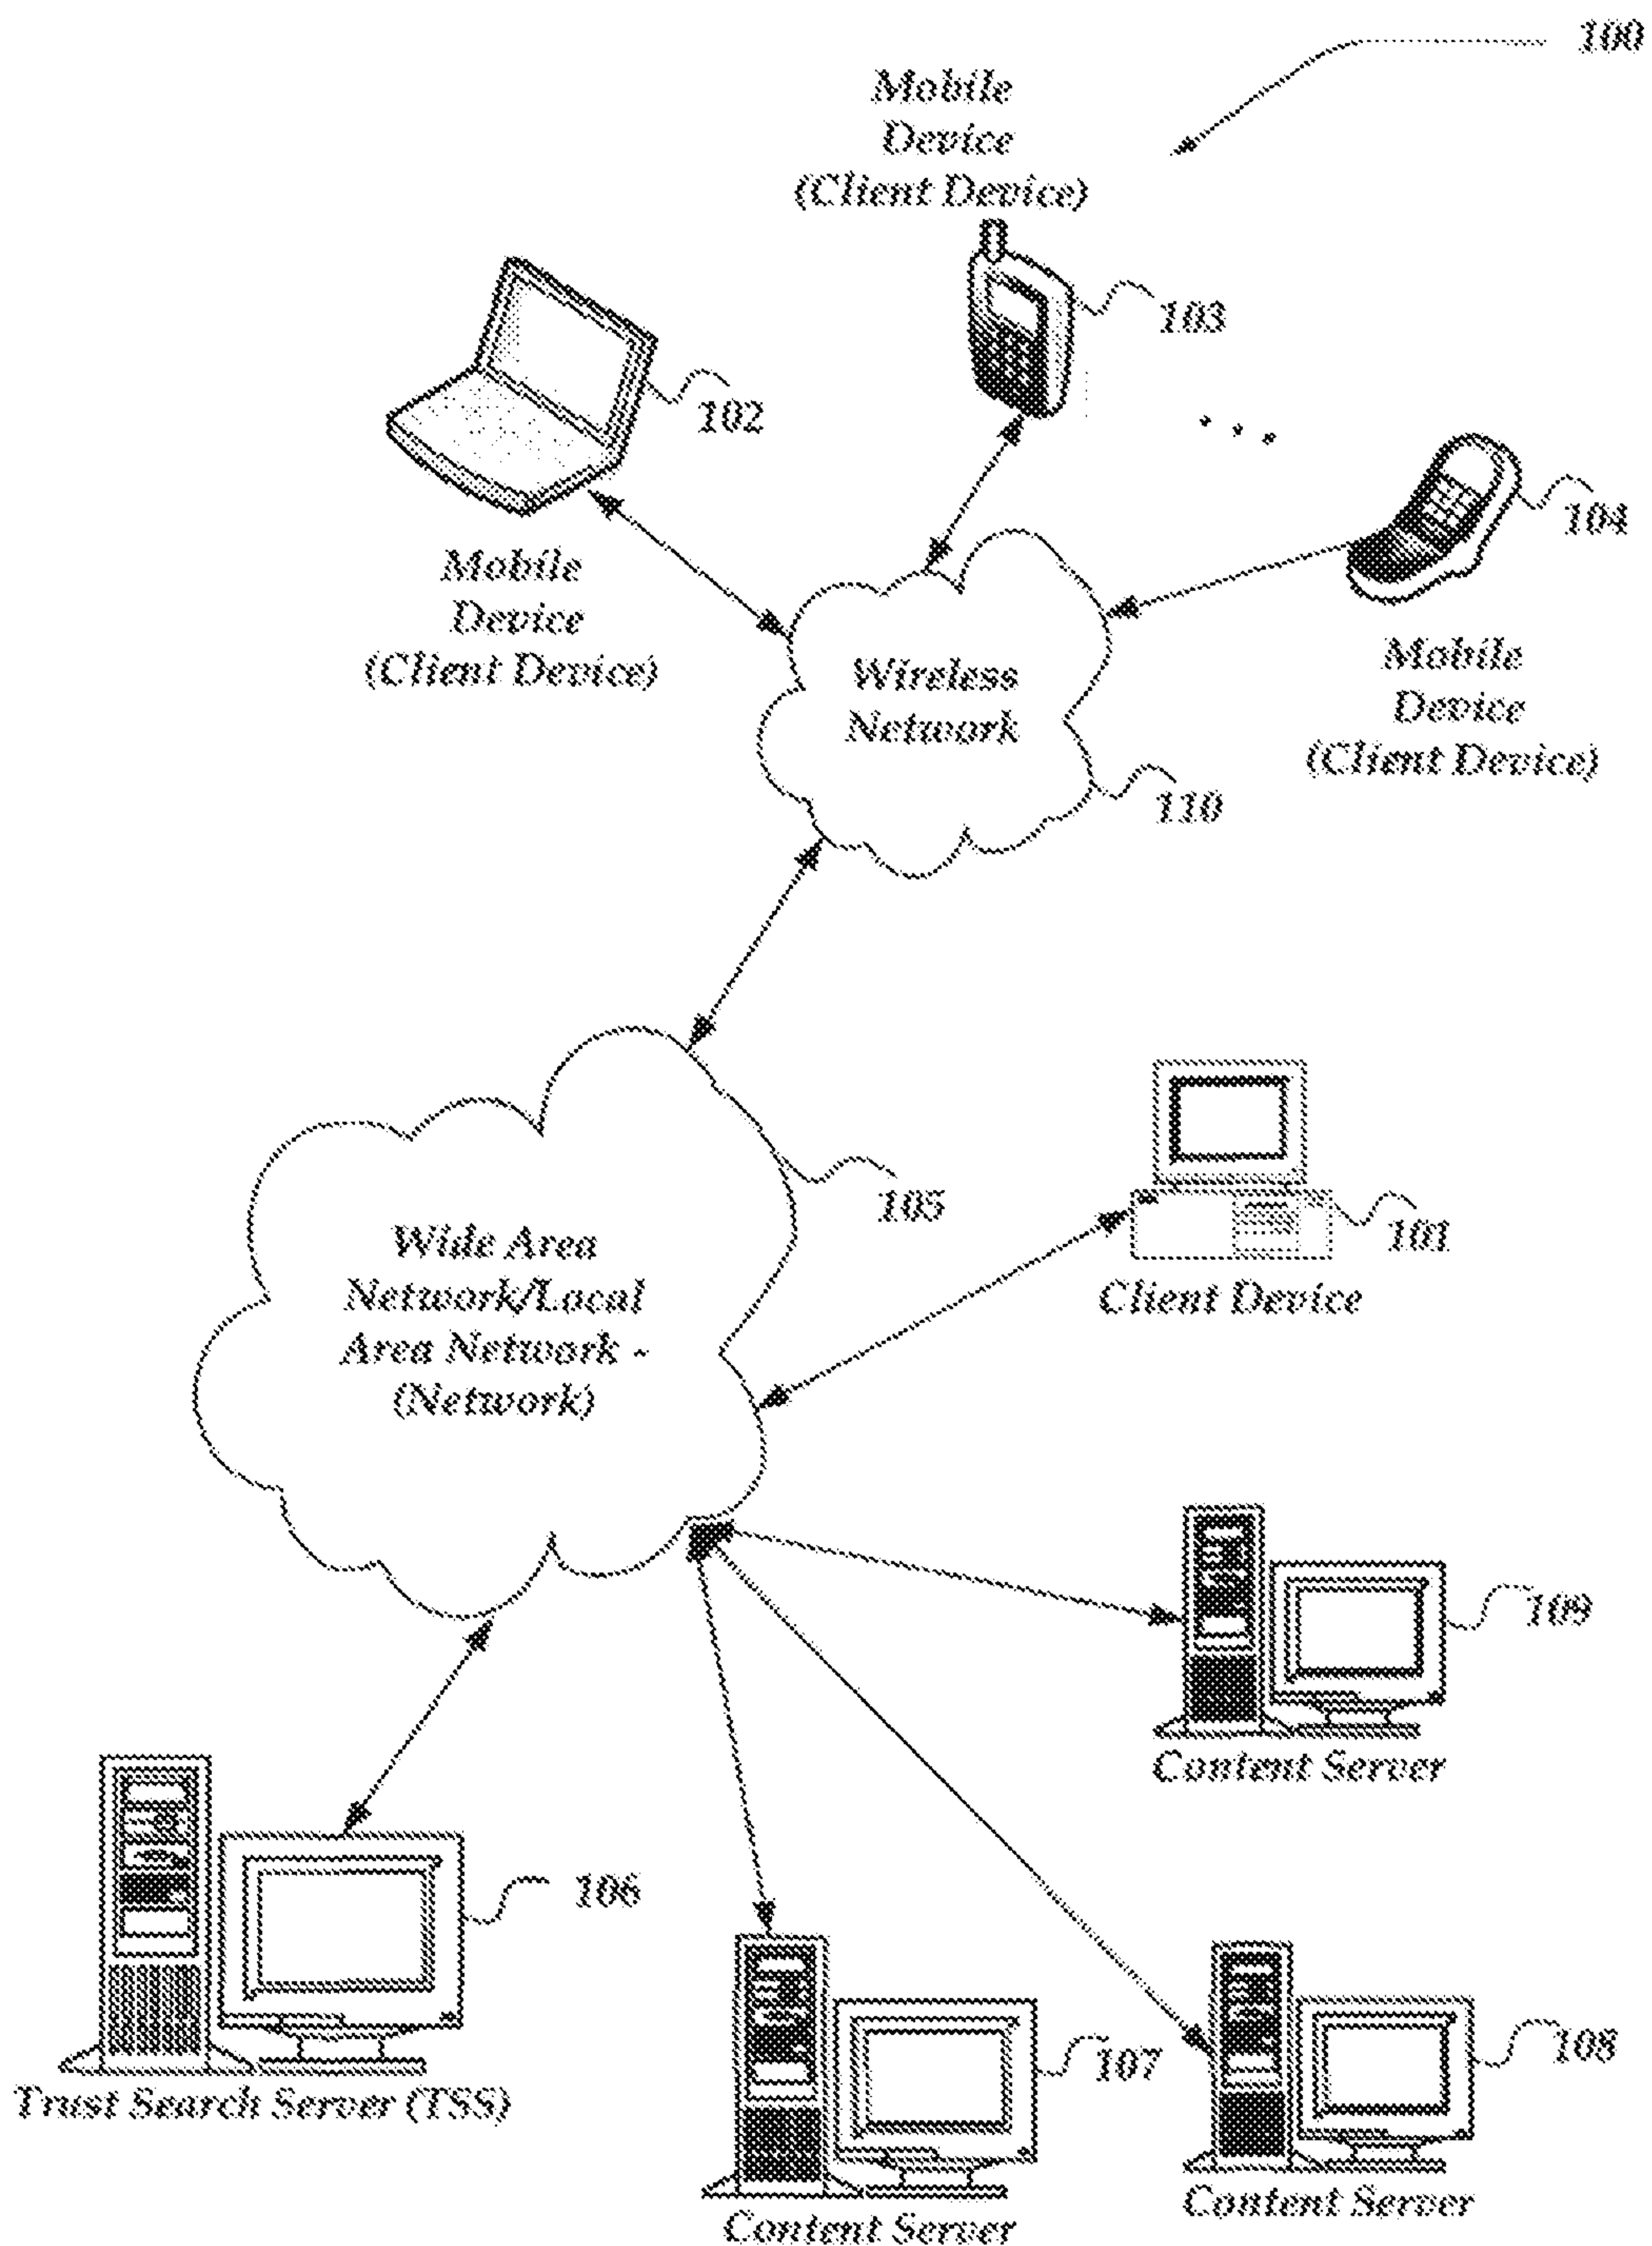 100
Mobile
Device
(Client Device)
103
102
104
Mobile
Device
(Client Device)
Wireless
Network
Mobile
Device
(Client Device)
110
105
Wide Area
Network/Local
Area Network -
(Network)
101
Client Device
109
Content Server
106
Trust Search Server (TSS)
107
108
Content Server
Content Server